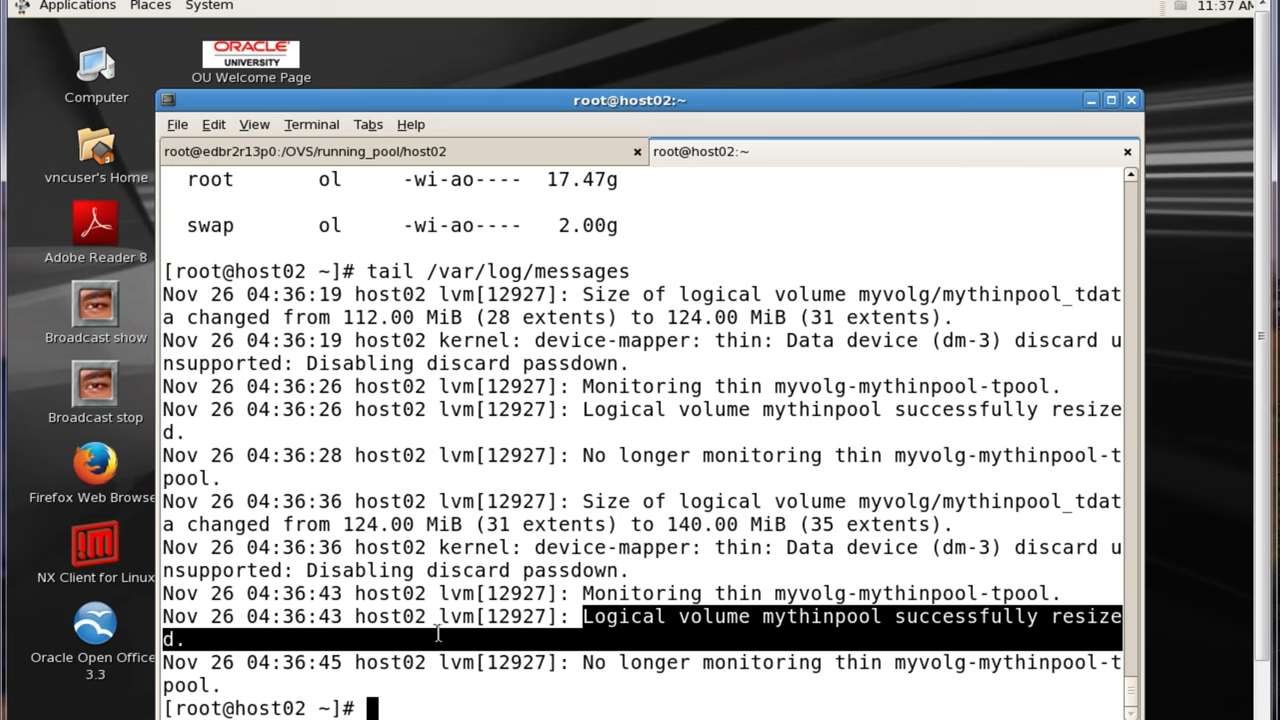 Applications Places System 11:37 AM
ORACLE
UNIVERSITY
OU Welcome Page
Computer
vncuser's Home
Adobe Reader 8
Broadcast show
Broadcast stop
Firefox Web Browse
NX Client for Linux
Oracle Open Office
3.3
root@host02:~
File Edit View Terminal Tabs Help
root@edbr2r13p0:/OVS/running_pool/host02
root@host02:~
root ol -wi-ao---- 17.47g
swap ol -wi-ao---- 2.00g
[root@host02 ~]# tail /var/log/messages
Nov 26 04:36:19 host02 lvm[12927]: Size of logical volume myvolg/mythinpool_tdat
a changed from 112.00 MiB (28 extents) to 124.00 MiB (31 extents).
Nov 26 04:36:19 host02 kernel: device-mapper: thin: Data device (dm-3) discard u
nsupported: Disabling discard passdown.
Nov 26 04:36:26 host02 lvm[12927]: Monitoring thin myvolg-mythinpool-tpool.
Nov 26 04:36:26 host02 lvm[12927]: Logical volume mythinpool successfully resize
d.
Nov 26 04:36:28 host02 lvm[12927]: No longer monitoring thin myvolg-mythinpool-t
pool.
Nov 26 04:36:36 host02 lvm[12927]: Size of logical volume myvolg/mythinpool_tdat
a changed from 124.00 MiB (31 extents) to 140.00 MiB (35 extents).
Nov 26 04:36:36 host02 kernel: device-mapper: thin: Data device (dm-3) discard u
nsupported: Disabling discard passdown.
Nov 26 04:36:43 host02 lvm[12927]: Monitoring thin myvolg-mythinpool-tpool.
Nov 26 04:36:43 host02 lvm[12927]: Logical volume mythinpool successfully resize
d.
Nov 26 04:36:45 host02 lvm[12927]: No longer monitoring thin myvolg-mythinpool-t
pool.
[root@host02 ~]#